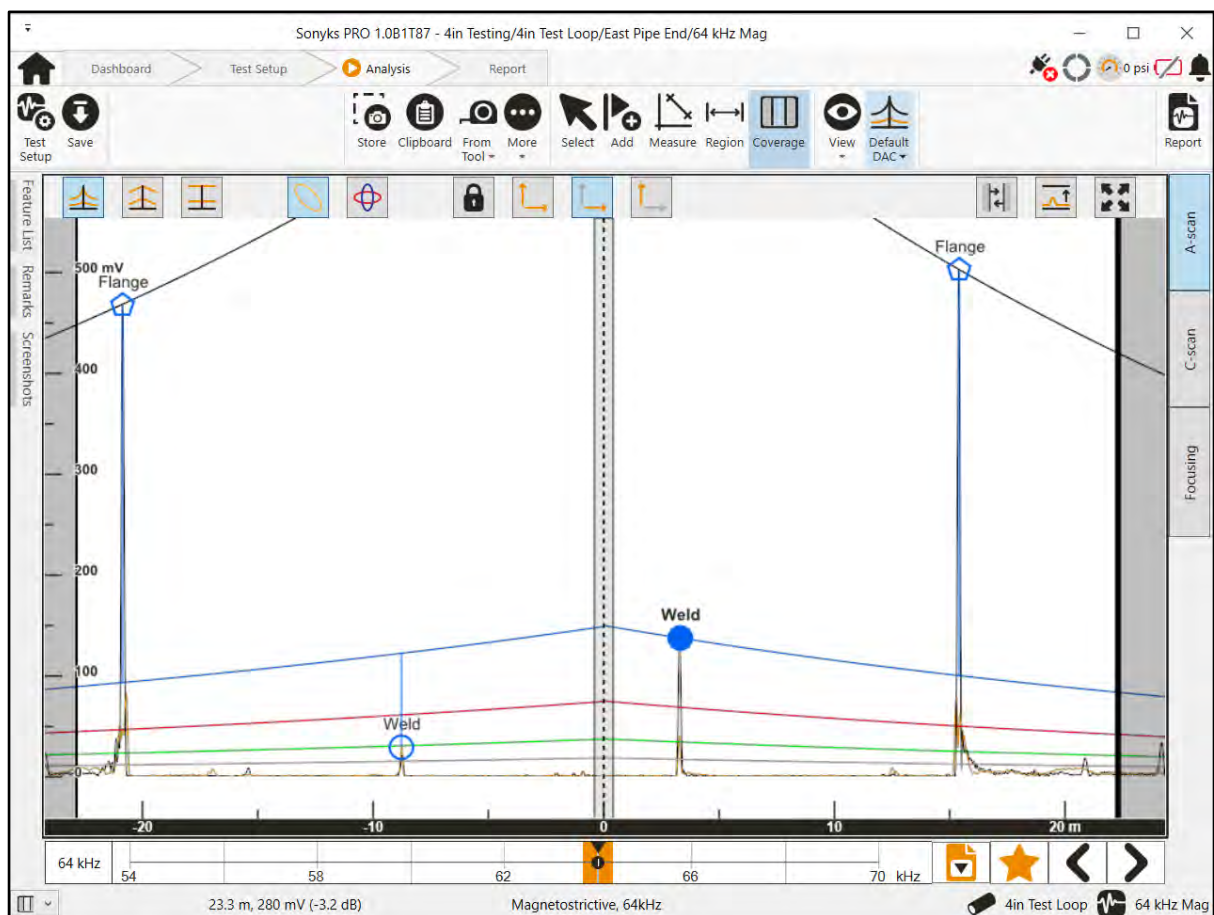 Sonyks PRO 1.0B1T87 - 4in Testing/4in Test Loop/East Pipe End/64 kHz Mag
Dashboard
Test Setup
Analysis
Report
0 psi
Test Setup
Save
Store
Clipboard
From Tool
More
Select
Add
Measure
Region
Coverage
View
Default DAC
Report
Feature List
Remarks
Screenshots
A-scan
C-scan
Focusing
500 mV
400
300
200
100
0
Flange
Weld
Weld
Flange
-20
-10
0
10
20 m
64 kHz
54
58
62
66
70 kHz
23.3 m, 280 mV (-3.2 dB)
Magnetostrictive, 64kHz
4in Test Loop
64 kHz Mag